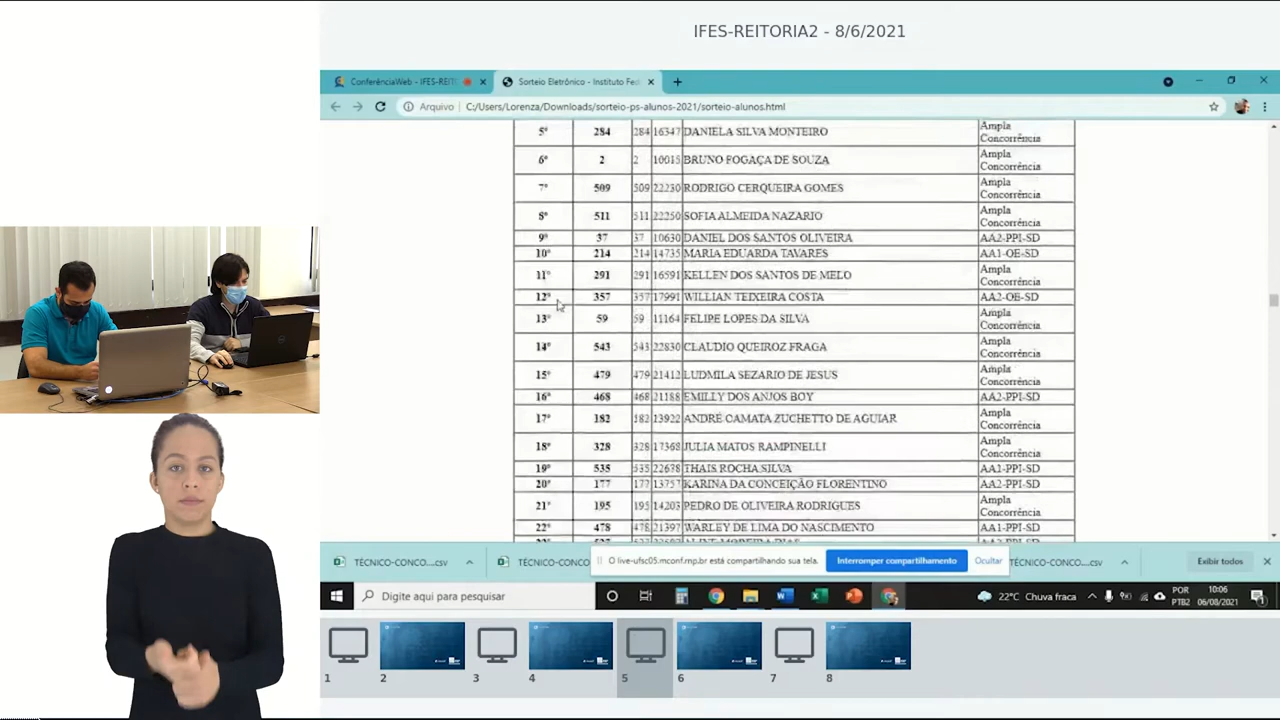 IFES-REITORIA2 - 8/6/2021
ConferênciaWeb - IFES-REIT
Sorteio Eletrônico - Instituto Fed
Arquivo | C:/Users/Lorenza/Downloads/sorteio-ps-alunos-2021/sorteio-alunos.html
5º 284 284 16347 DANIELA SILVA MONTEIRO Ampla Concorrência
6º 2 2 10015 BRUNO FOGAÇA DE SOUZA Ampla Concorrência
7º 509 509 22230 RODRIGO CERQUEIRA GOMES Ampla Concorrência
8º 511 511 22250 SOFIA ALMEIDA NAZARIO Ampla Concorrência
9º 37 37 10630 DANIEL DOS SANTOS OLIVEIRA AA2-PPI-SD
10º 214 214 14735 MARIA EDUARDA TAVARES AA1-OE-SD
11º 291 291 16591 KELLEN DOS SANTOS DE MELO Ampla Concorrência
12º 357 357 17991 WILLIAN TEIXEIRA COSTA AA2-OE-SD
13º 59 59 11164 FELIPE LOPES DA SILVA Ampla Concorrência
14º 543 543 22830 CLAUDIO QUEIROZ FRAGA Ampla Concorrência
15º 479 479 21412 LUDMILA SEZARIO DE JESUS Ampla Concorrência
16º 468 468 21188 EMILLY DOS ANJOS BOY AA2-PPI-SD
17º 182 182 13922 ANDRÉ CAMATA ZUCHETTO DE AGUIAR Ampla Concorrência
18º 328 328 17368 JULIA MATOS RAMPINELLI Ampla Concorrência
19º 535 535 22678 THAIS ROCHA SILVA AA1-PPI-SD
20º 177 177 13757 KARINA DA CONCEIÇÃO FLORENTINO AA2-PPI-SD
21º 195 195 14203 PEDRO DE OLIVEIRA RODRIGUES Ampla Concorrência
22º 478 478 21397 WARLEY DE LIMA DO NASCIMENTO AA1-PPI-SD
TÉCNICO-CONCO....csv
O live-ufsc05.mconf.rnp.br está compartilhando sua tela.
Interromper compartilhamento
Ocultar
TÉCNICO-CONCO....csv
Exibir todos
Digite aqui para pesquisar
22°C Chuva fraca
POR
PTB2
10:06
06/08/2021
1 2 3 4 5 6 7 8